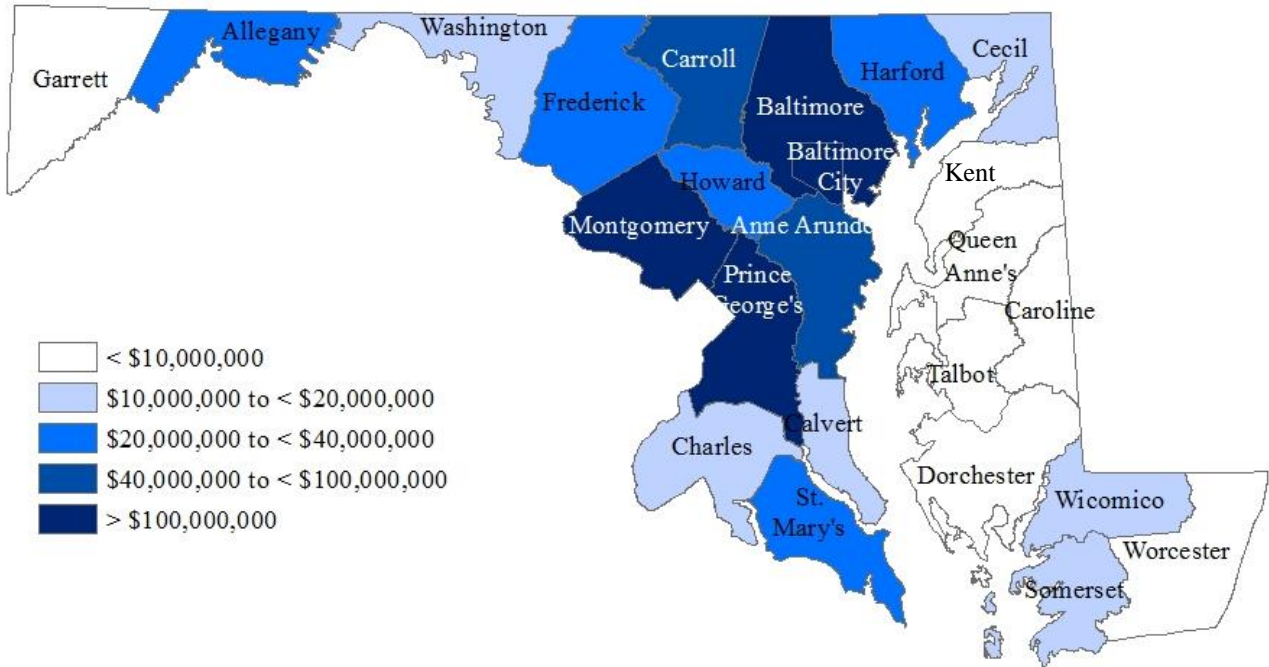 Garrett
Allegany
Washington
Frederick
Carroll
Baltimore
Baltimore
City
Harford
Cecil
Howard
Montgomery
Anne Arunde
Prince
George's
Kent
Queen
Anne's
Caroline
Talbot
Calvert
Charles
St.
Mary's
Dorchester
Wicomico
Worcester
Somerset
< $10,000,000
$10,000,000 to < $20,000,000
$20,000,000 to < $40,000,000
$40,000,000 to < $100,000,000
> $100,000,000